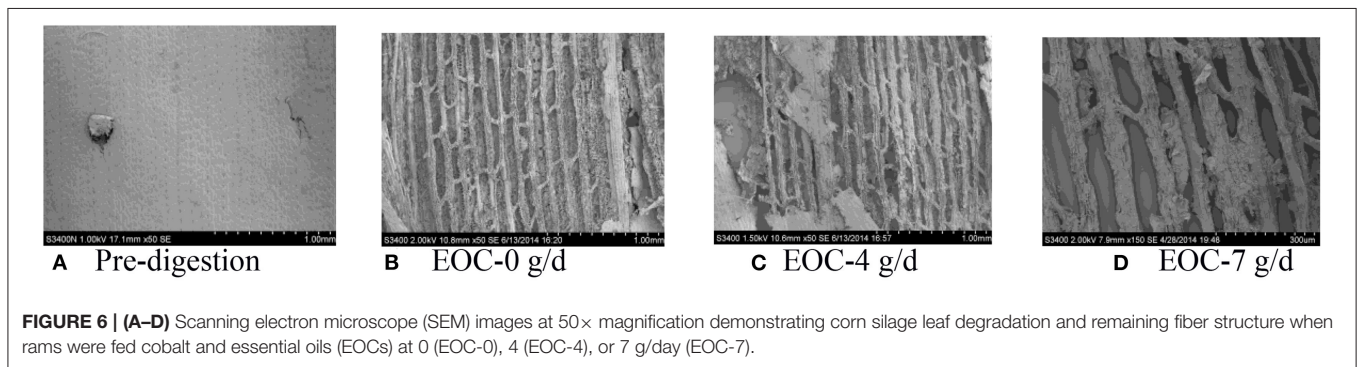 S3400N 1.00kV 17.1mm x50 SE 1.00mm
S3400 2.00kV 10.8mm x50 SE 6/13/2014 16:20 1.00mm
S3400 1.50kV 10.6mm x50 SE 6/13/2014 16:57 1.00mm
S3400 2.00kV 7.9mm x150 SE 4/28/2014 19:46 300um
A Pre-digestion
B EOC-0 g/d
C EOC-4 g/d
D EOC-7 g/d
FIGURE 6 | (A–D) Scanning electron microscope (SEM) images at 50× magnification demonstrating corn silage leaf degradation and remaining fiber structure when
rams were fed cobalt and essential oils (EOCs) at 0 (EOC-0), 4 (EOC-4), or 7 g/day (EOC-7).